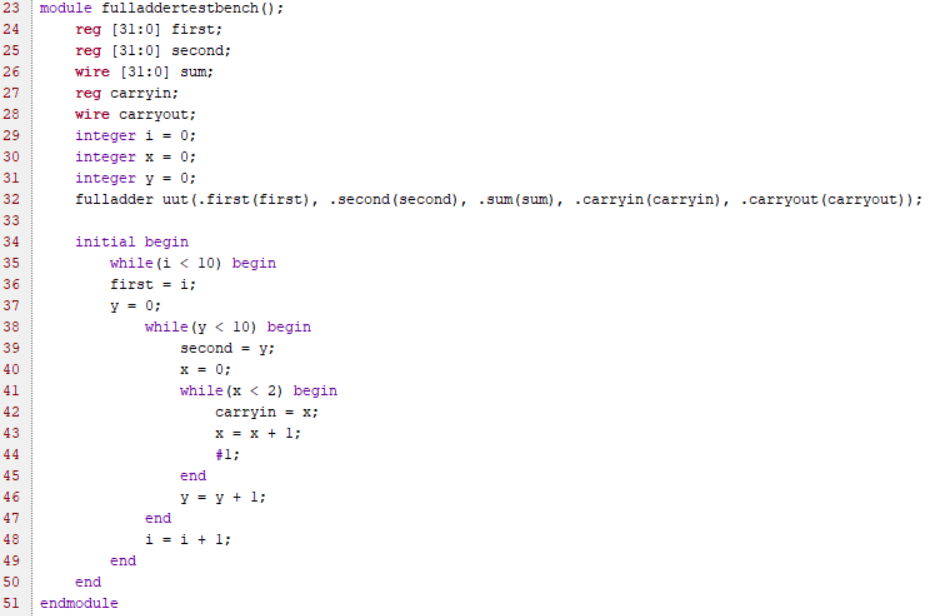 23 module fulladdertestbench();
24     reg [31:0] first;
25     reg [31:0] second;
26     wire [31:0] sum;
27     reg carryin;
28     wire carryout;
29     integer i = 0;
30     integer x = 0;
31     integer y = 0;
32     fulladder uut(.first(first), .second(second), .sum(sum), .carryin(carryin), .carryout(carryout));
33
34     initial begin
35         while(i < 10) begin
36         first = i;
37         y = 0;
38             while(y < 10) begin
39                 second = y;
40                 x = 0;
41                 while(x < 2) begin
42                     carryin = x;
43                     x = x + 1;
44                     #1;
45                 end
46                 y = y + 1;
47             end
48             i = i + 1;
49         end
50     end
51 endmodule